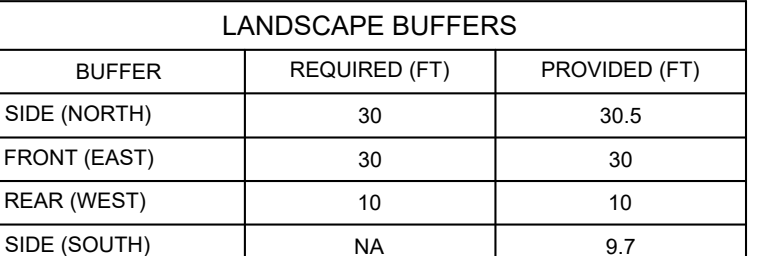 LANDSCAPE BUFFERS
BUFFER REQUIRED (FT) PROVIDED (FT)
SIDE (NORTH) 30 30.5
FRONT (EAST) 30 30
REAR (WEST) 10 10
SIDE (SOUTH) NA 9.7